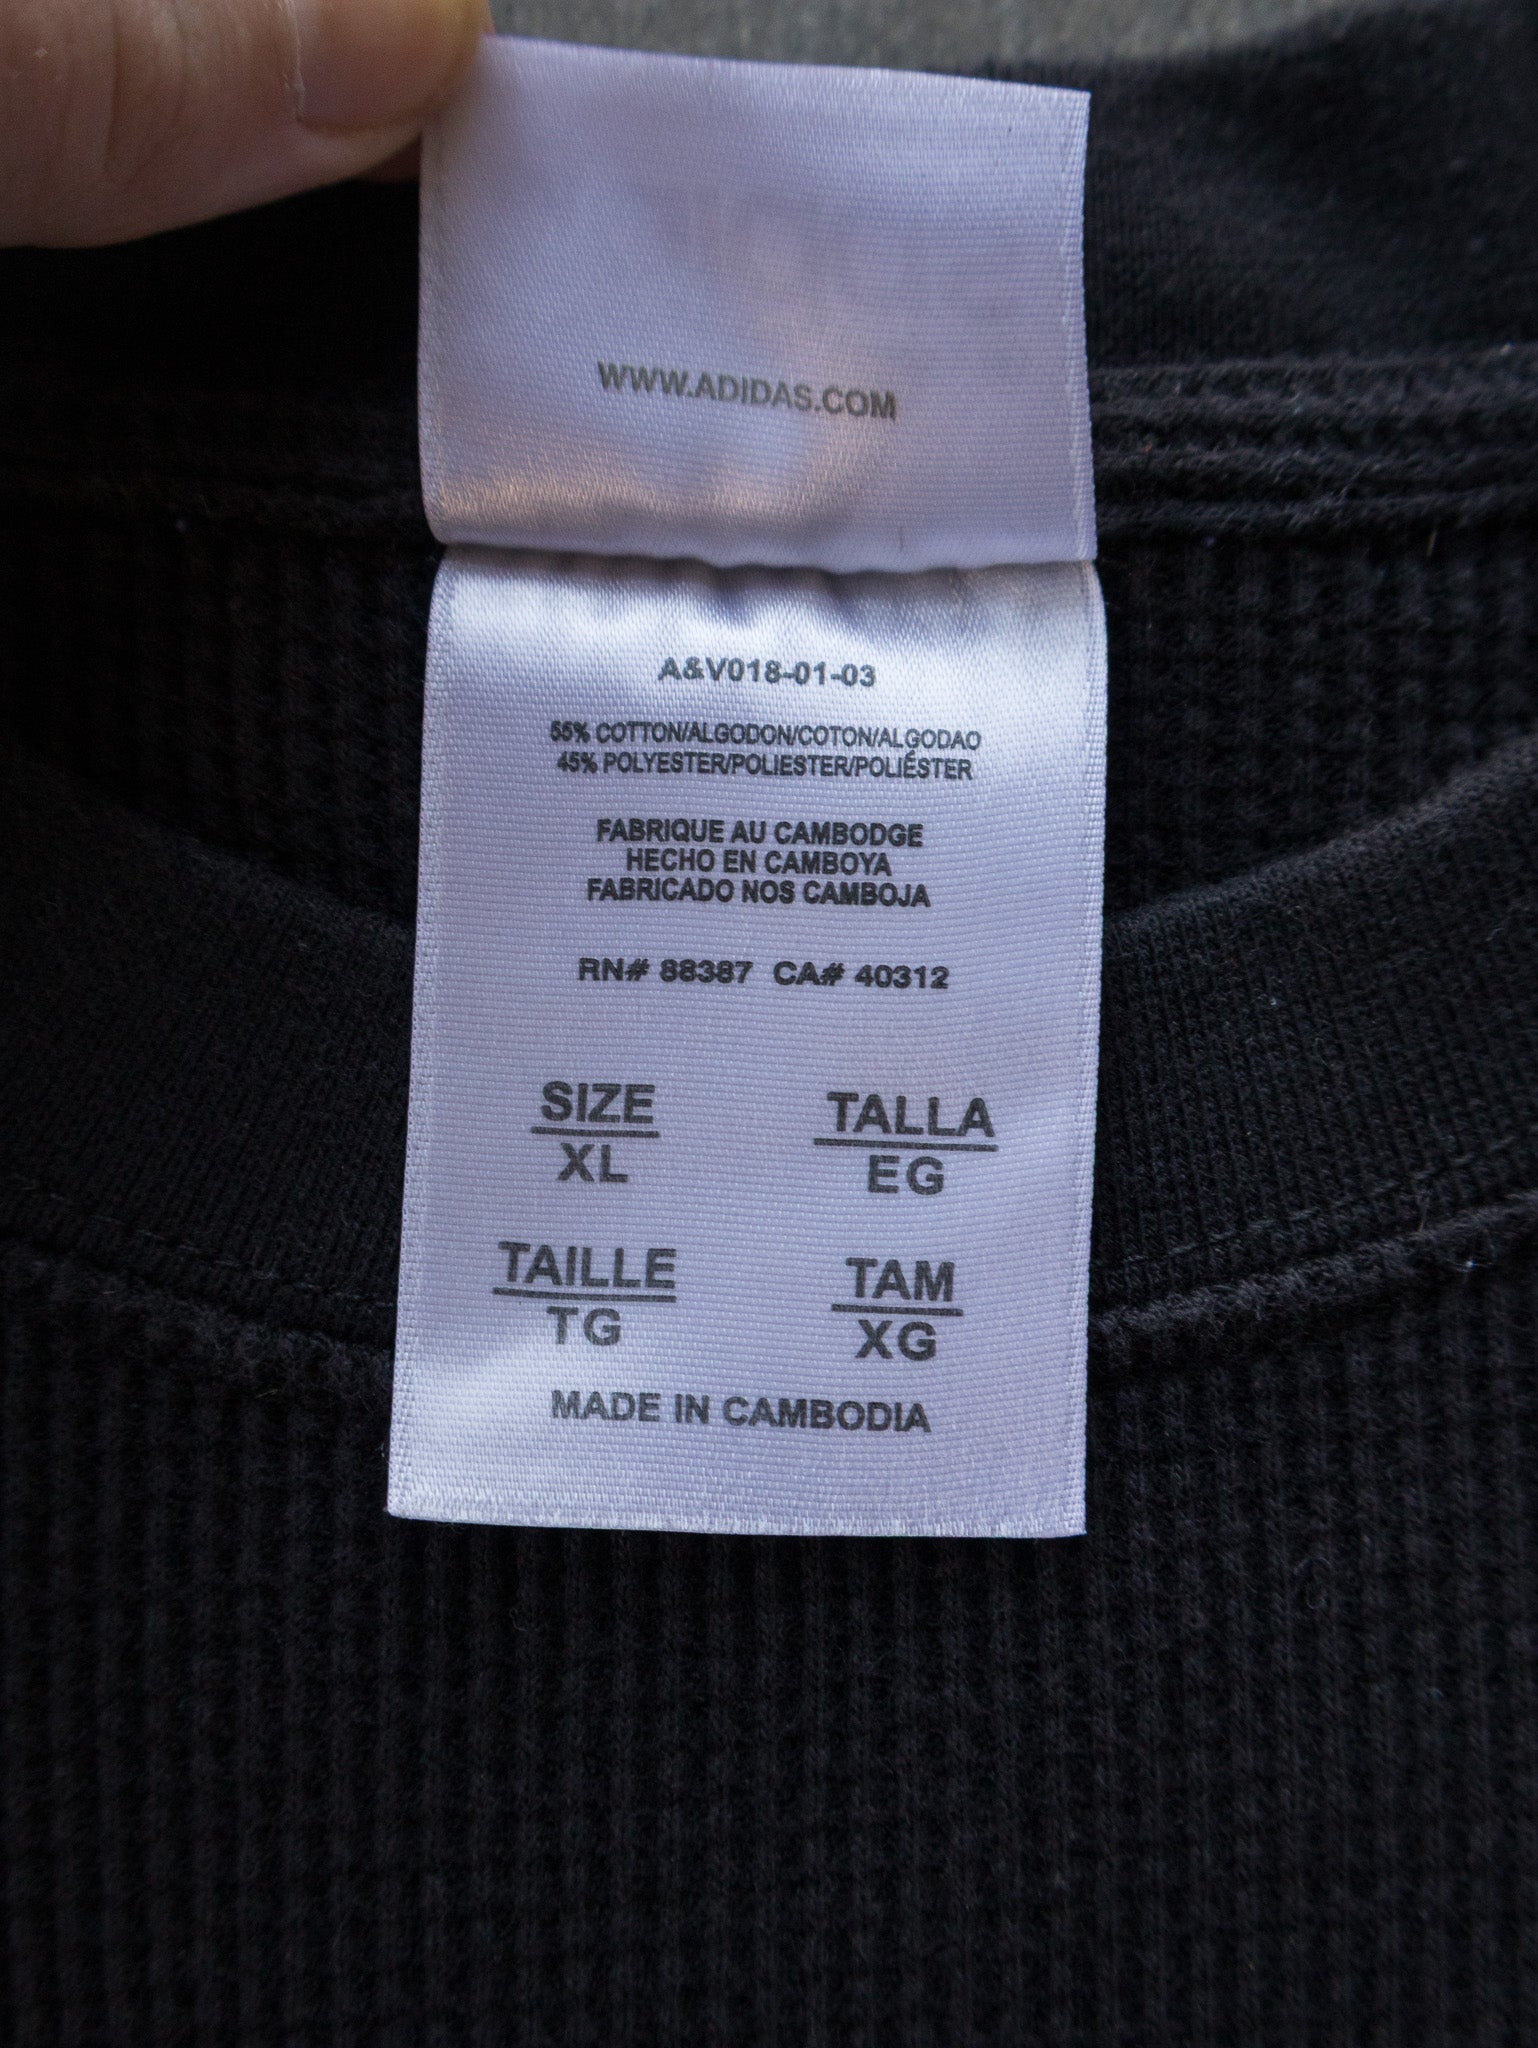 WWW.ADIDAS.COM
A&V018-01-03
55% COTTON/ALGODON/COTON/ALGODAO
45% POLYESTER/POLIESTER/POLIÉSTER
FABRIQUE AU CAMBODGE
HECHO EN CAMBOYA
FABRICADO NOS CAMBOJA
RN# 88387 CA# 40312
SIZE TALLA
XL EG
TAILLE TAM
TG XG
MADE IN CAMBODIA